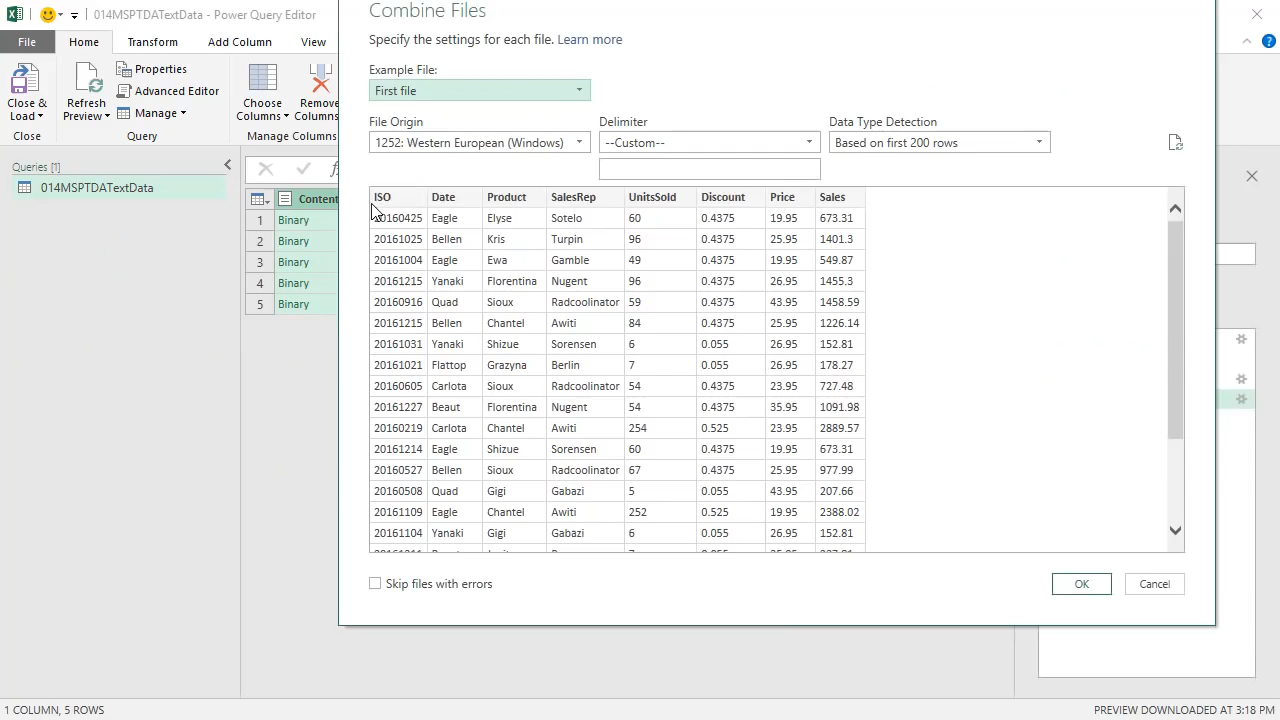 014MSPTDATextData - Power Query Editor
File Home Transform Add Column View
Close & Load
Close
Refresh Preview
Properties
Advanced Editor
Manage
Query
Choose Columns
Remove Columns
Manage Columns
Queries [1]
014MSPTDATextData
Content
1 Binary
2 Binary
3 Binary
4 Binary
5 Binary
Combine Files
Specify the settings for each file. Learn more
Example File:
First file
File Origin Delimiter Data Type Detection
1252: Western European (Windows) --Custom-- Based on first 200 rows
ISO Date Product SalesRep UnitsSold Discount Price Sales
20160425 Eagle Elyse Sotelo 60 0.4375 19.95 673.31
20161025 Bellen Kris Turpin 96 0.4375 25.95 1401.3
20161004 Eagle Ewa Gamble 49 0.4375 19.95 549.87
20161215 Yanaki Florentina Nugent 96 0.4375 26.95 1455.3
20160916 Quad Sioux Radcoolinator 59 0.4375 43.95 1458.59
20161215 Bellen Chantel Awiti 84 0.4375 25.95 1226.14
20161031 Yanaki Shizue Sorensen 6 0.055 26.95 152.81
20161021 Flattop Grazyna Berlin 7 0.055 26.95 178.27
20160605 Carlota Sioux Radcoolinator 54 0.4375 23.95 727.48
20161227 Beaut Florentina Nugent 54 0.4375 35.95 1091.98
20160219 Carlota Chantel Awiti 254 0.525 23.95 2889.57
20161214 Eagle Shizue Sorensen 60 0.4375 19.95 673.31
20160527 Bellen Sioux Radcoolinator 67 0.4375 25.95 977.99
20160508 Quad Gigi Gabazi 5 0.055 43.95 207.66
20161109 Eagle Chantel Awiti 252 0.525 19.95 2388.02
20161104 Yanaki Gigi Gabazi 6 0.055 26.95 152.81
Skip files with errors
OK Cancel
1 COLUMN, 5 ROWS
PREVIEW DOWNLOADED AT 3:18 PM